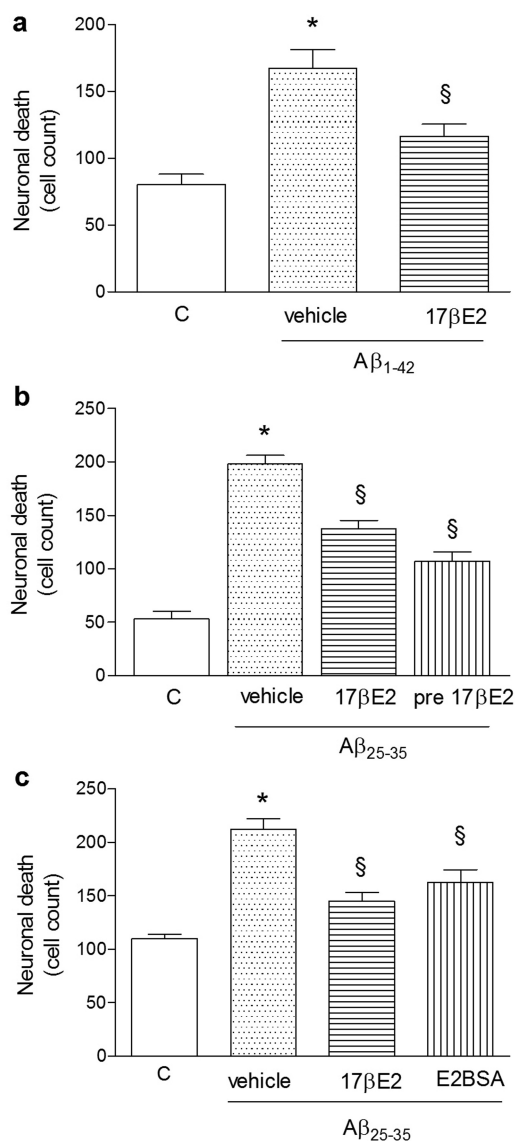 a
Neuronal death
(cell count)
200
150
100
50
0
*
§
C vehicle 17βE2
Aβ1-42
b
Neuronal death
(cell count)
250
200
150
100
50
0
*
§
§
C vehicle 17βE2 pre 17βE2
Aβ25-35
c
Neuronal death
(cell count)
250
200
150
100
50
0
*
§
§
C vehicle 17βE2 E2BSA
Aβ25-35